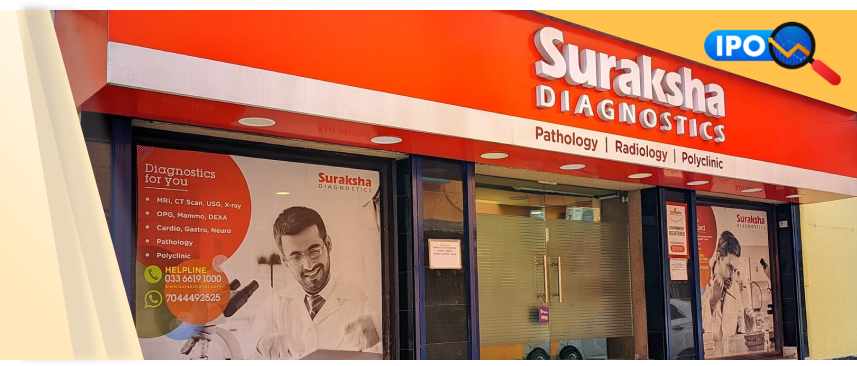 IPO
Suraksha
DIAGNOSTICS
Pathology | Radiology | Polyclinic
Diagnostics
for you
Suraksha
DIAGNOSTICS
• MRI, CT Scan, USG, X-ray
• OPG, Mammo, DEXA
• Cardio, Gastro, Neuro
• Pathology
• Polyclinic
HELPLINE
033 6619 1000
7044492525
Suraksha
DIAGNOSTICS